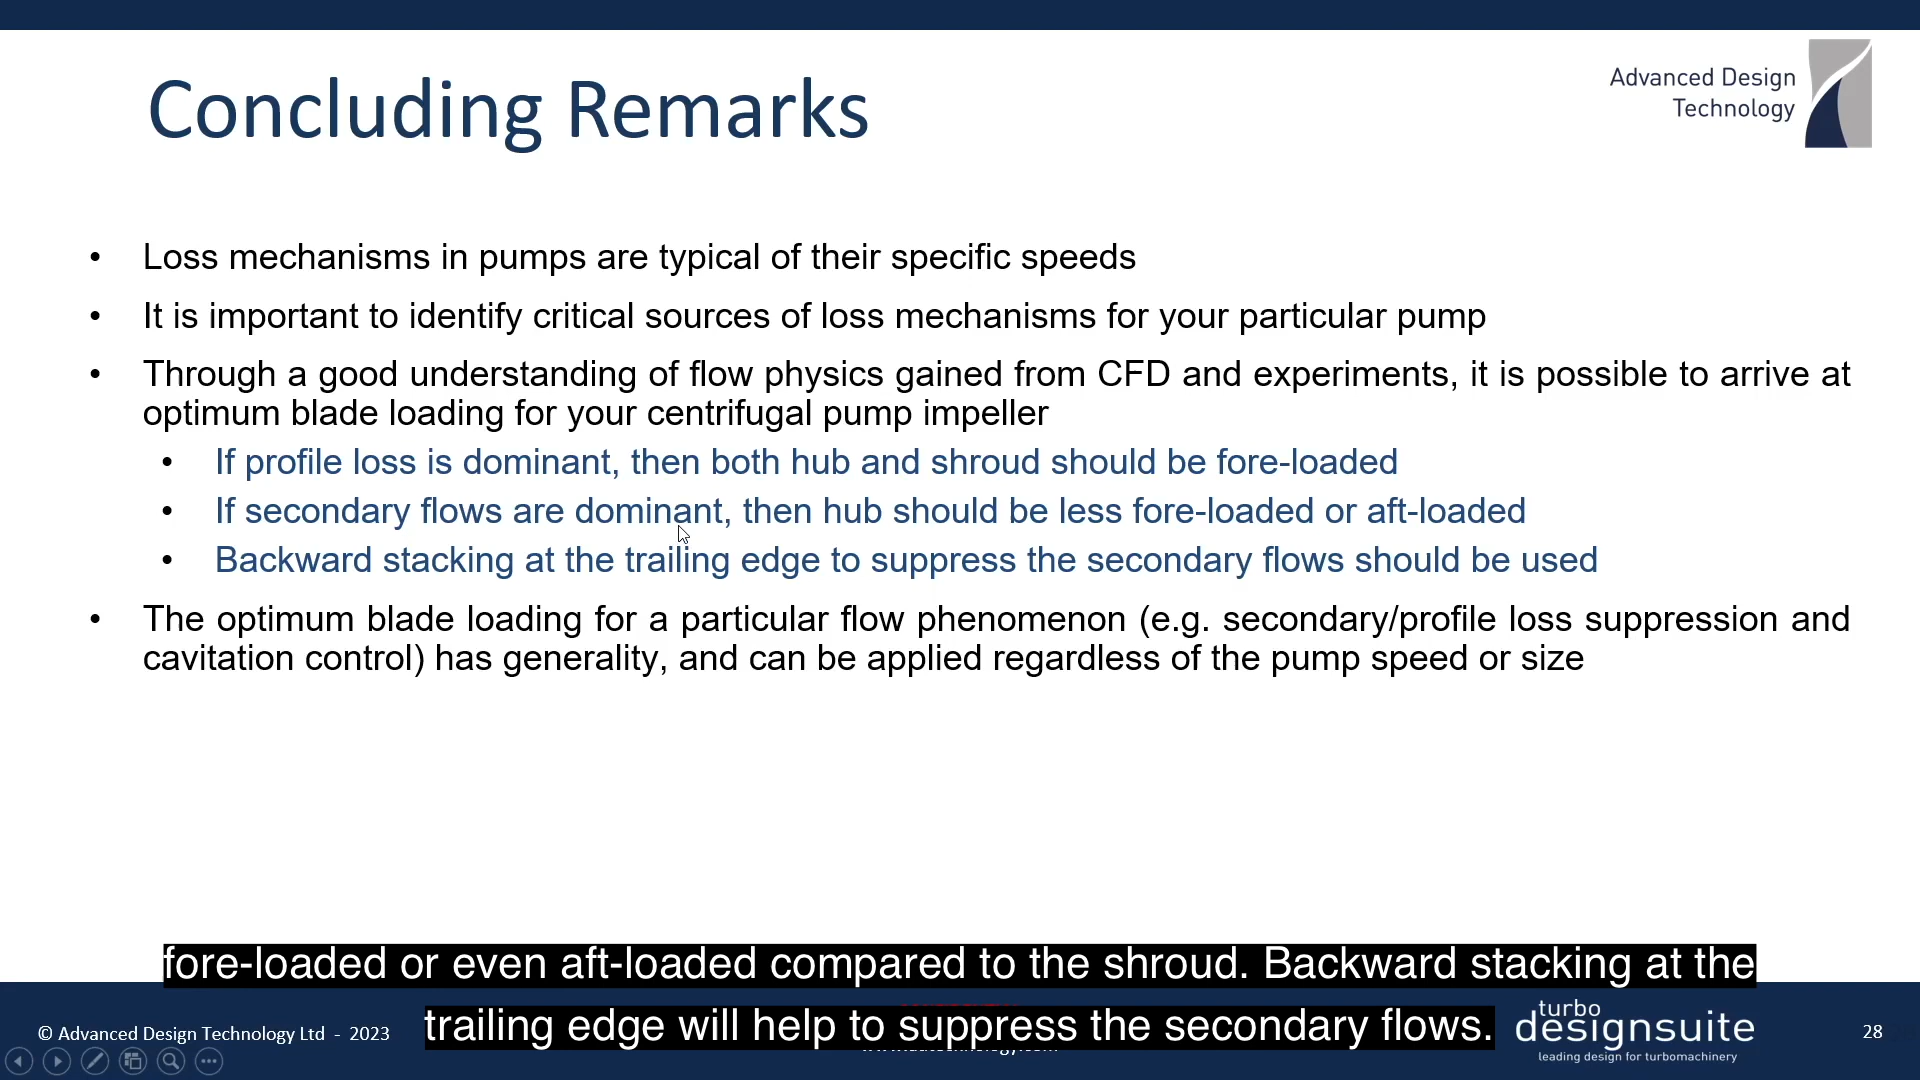 Advanced Design
Technology
Concluding Remarks
• Loss mechanisms in pumps are typical of their specific speeds
• It is important to identify critical sources of loss mechanisms for your particular pump
• Through a good understanding of flow physics gained from CFD and experiments, it is possible to arrive at
optimum blade loading for your centrifugal pump impeller
• If profile loss is dominant, then both hub and shroud should be fore-loaded
• If secondary flows are dominant, then hub should be less fore-loaded or aft-loaded
• Backward stacking at the trailing edge to suppress the secondary flows should be used
• The optimum blade loading for a particular flow phenomenon (e.g. secondary/profile loss suppression and
cavitation control) has generality, and can be applied regardless of the pump speed or size
fore-loaded or even aft-loaded compared to the shroud. Backward stacking at the
trailing edge will help to suppress the secondary flows.
© Advanced Design Technology Ltd - 2023
turbo
designsuite
leading design for turbomachinery
28